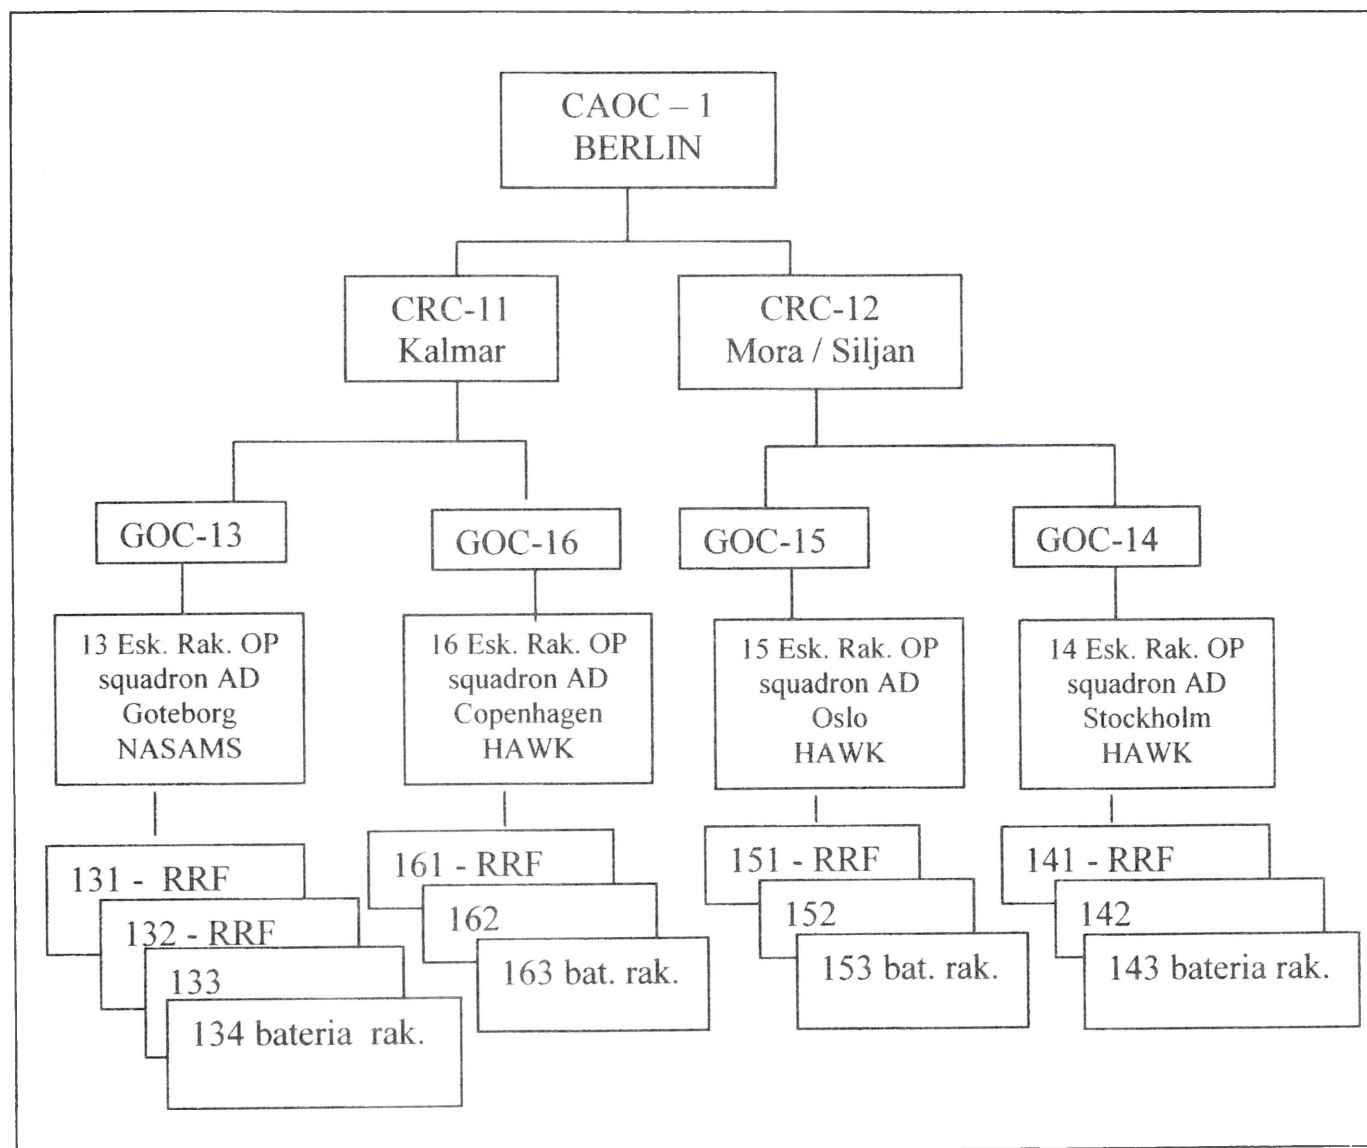 CAOC – 1
BERLIN
CRC-11
Kalmar
CRC-12
Mora / Siljan
GOC-13
GOC-16
GOC-15
GOC-14
13 Esk. Rak. OP
squadron AD
Goteborg
NASAMS
16 Esk. Rak. OP
squadron AD
Copenhagen
HAWK
15 Esk. Rak. OP
squadron AD
Oslo
HAWK
14 Esk. Rak. OP
squadron AD
Stockholm
HAWK
131 - RRF
132 - RRF
133
134 bateria rak.
161 - RRF
162
163 bat. rak.
151 - RRF
152
153 bat. rak.
141 - RRF
142
143 bateria rak.